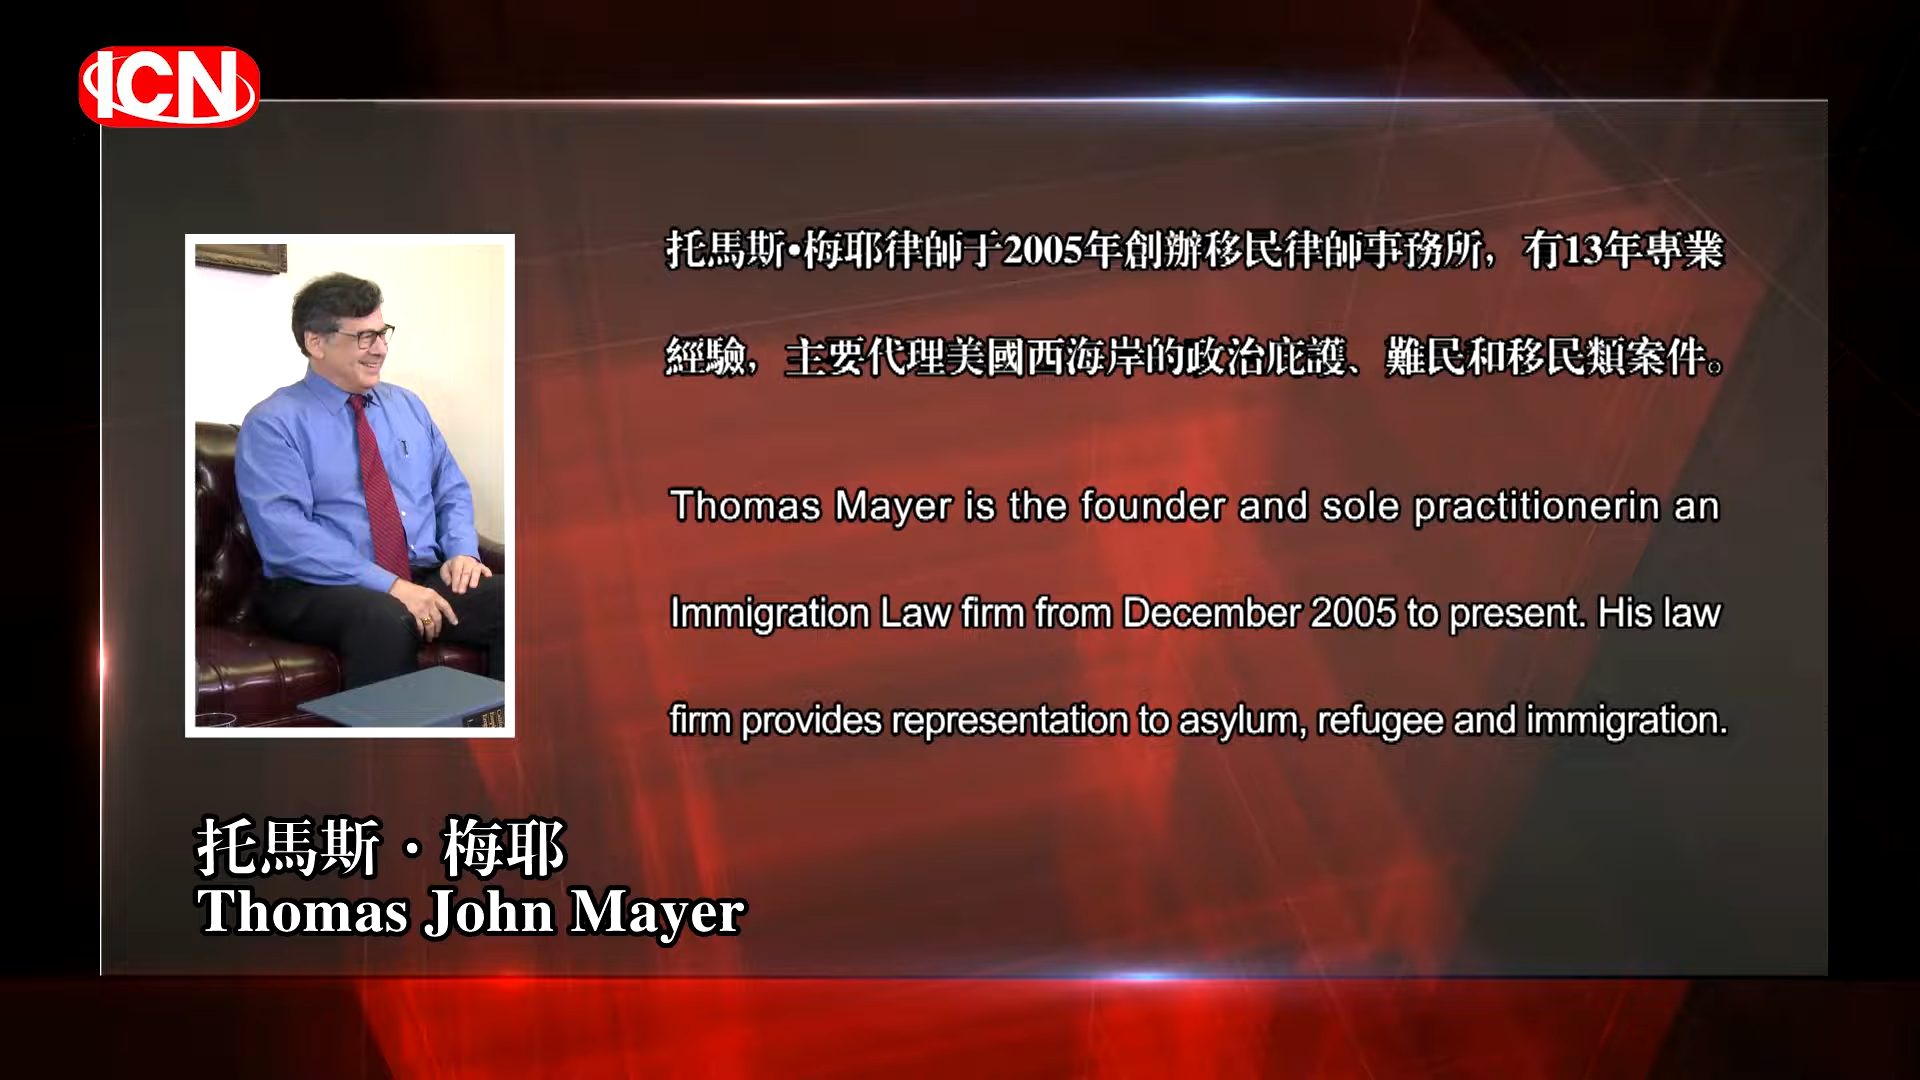 ICN
托馬斯•梅耶律師于2005年創辦移民律師事務所，有13年專業
經驗，主要代理美國西海岸的政治庇護、難民和移民類案件。
Thomas Mayer is the founder and sole practitionerin an
Immigration Law firm from December 2005 to present. His law
firm provides representation to asylum, refugee and immigration.
托馬斯・梅耶
Thomas John Mayer